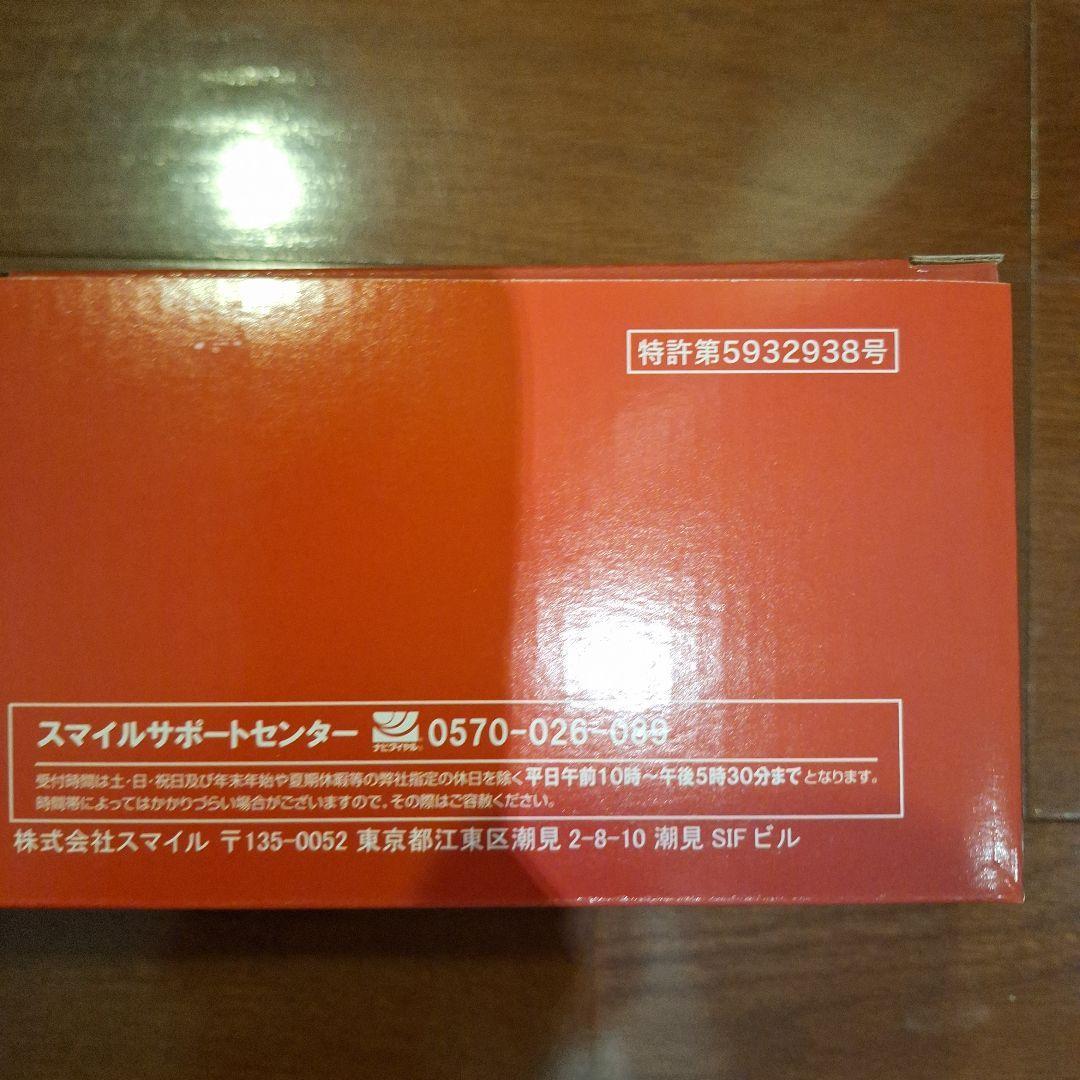 特許第5932938号
スマイルサポートセンター ナビダイヤル® 0570-026-089
受付時間は土・日・祝日及び年末年始や夏期休暇等の弊社指定の休日を除く平日午前10時〜午後5時30分までとなります。
時間帯によってはかかりづらい場合がございますので、その際はご容赦ください。
株式会社スマイル 〒135-0052 東京都江東区潮見 2-8-10 潮見 SIF ビル